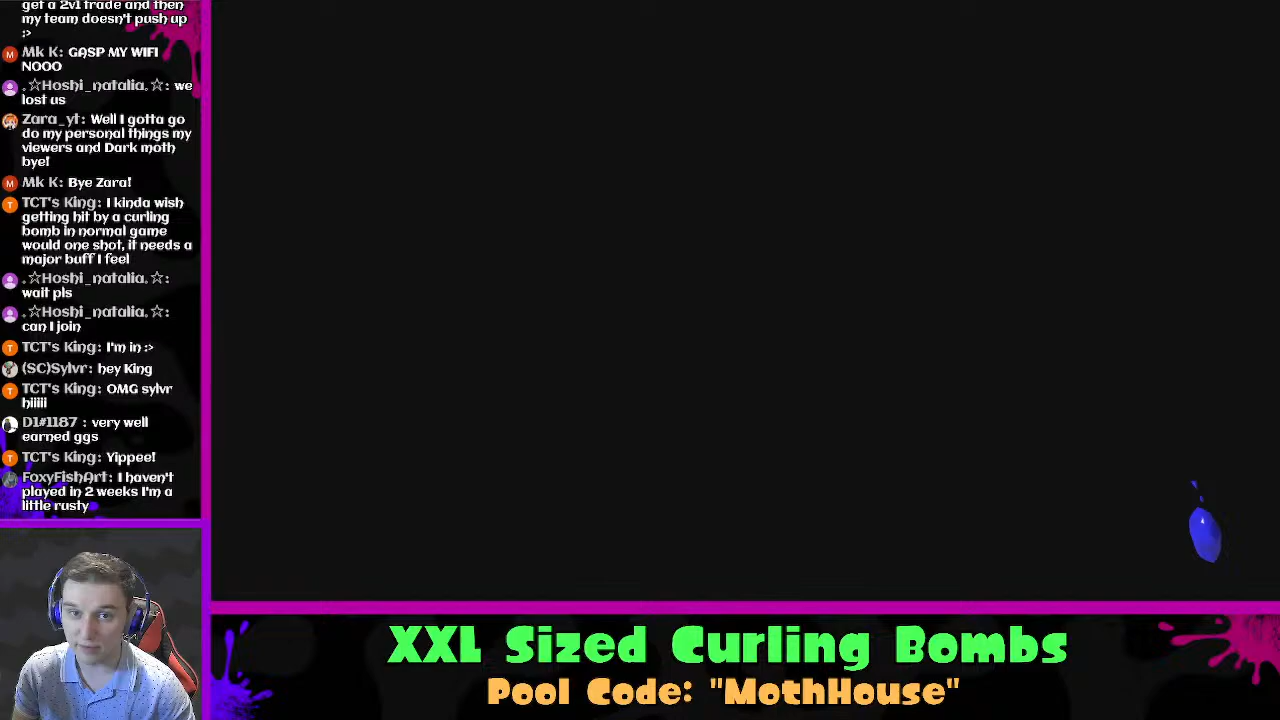 get a 2v1 trade and then
my team doesn't push up
:>
Mk K: GASP MY WIFI
NOOO
.☆Hoshi_natalia.☆: we
lost us
Zara_yt: Well I gotta go
do my personal things my
viewers and Dark moth
bye!
Mk K: Bye Zara!
TCT's King: I kinda wish
getting hit by a curling
bomb in normal game
would one shot, it needs a
major buff I feel
.☆Hoshi_natalia.☆:
wait pls
.☆Hoshi_natalia.☆:
can I join
TCT's King: I'm in :>
(SC)Sylvr: hey King
TCT's King: OMG sylvr
hiiiii
D1#1187 : very well
earned ggs
TCT's King: Yippee!
FoxyFishArt: I haven't
played in 2 weeks I'm a
little rusty
XXL Sized Curling Bombs
Pool Code: "MothHouse"